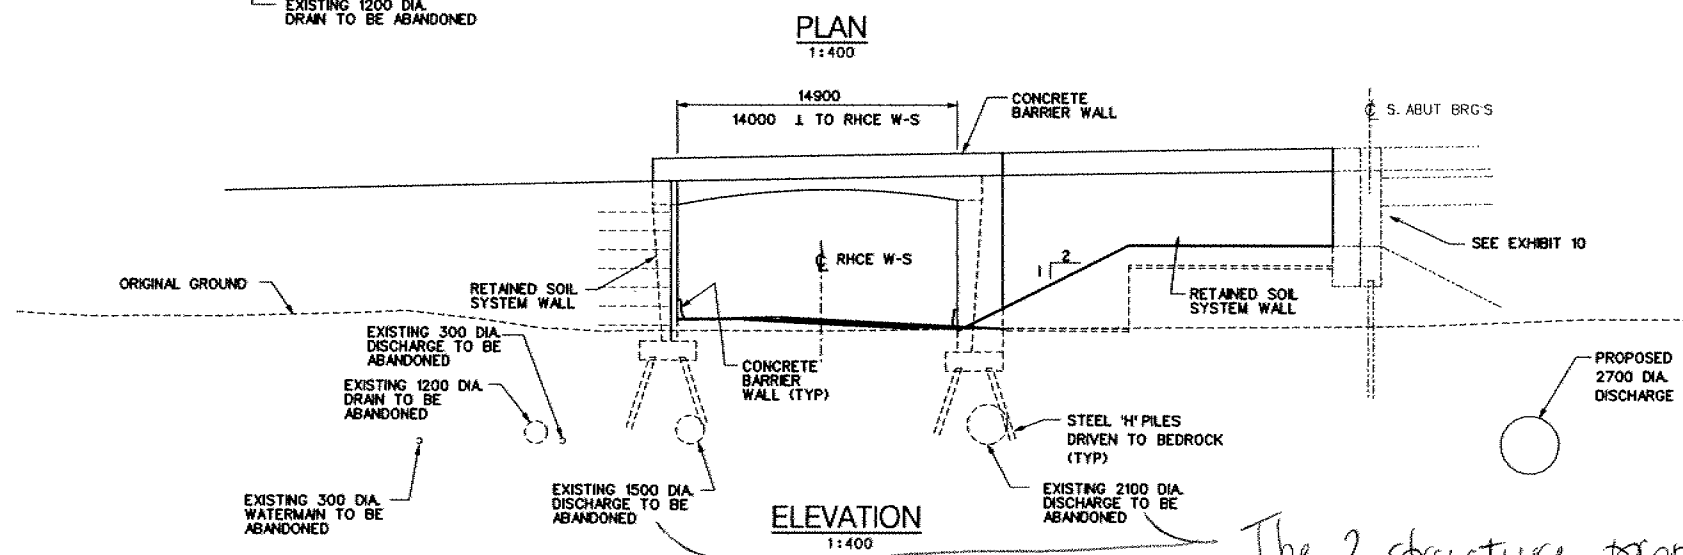 EXISTING 1200 DIA.
DRAIN TO BE ABANDONED
PLAN
1:400
14900
14000 ⊥ TO RHCE W-S
CONCRETE
BARRIER WALL
℄ S. ABUT BRG'S
SEE EXHIBIT 10
℄ RHCE W-S
1
2
ORIGINAL GROUND
RETAINED SOIL
SYSTEM WALL
RETAINED SOIL
SYSTEM WALL
EXISTING 300 DIA.
DISCHARGE TO BE
ABANDONED
EXISTING 1200 DIA.
DRAIN TO BE
ABANDONED
CONCRETE
BARRIER
WALL (TYP)
PROPOSED
2700 DIA.
DISCHARGE
STEEL 'H' PILES
DRIVEN TO BEDROCK
(TYP)
EXISTING 300 DIA.
WATERMAIN TO BE
ABANDONED
EXISTING 1500 DIA.
DISCHARGE TO BE
ABANDONED
EXISTING 2100 DIA.
DISCHARGE TO BE
ABANDONED
ELEVATION
1:400
The 2 structure